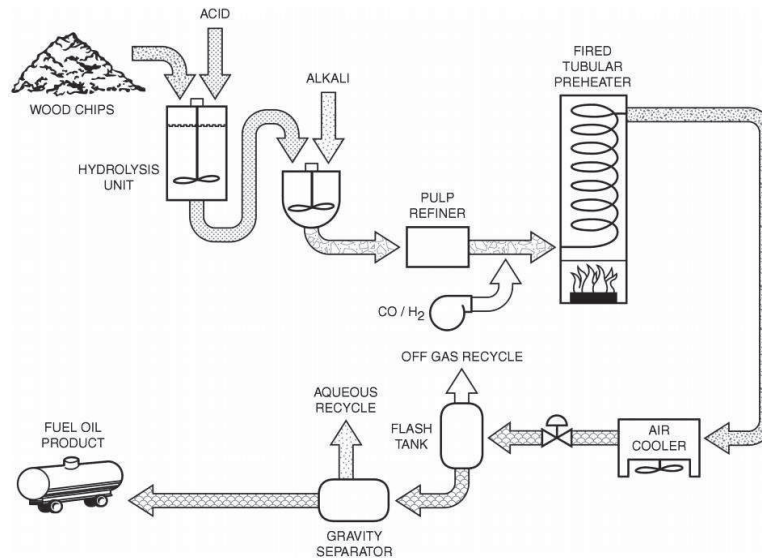 ACID
WOOD CHIPS
HYDROLYSIS
UNIT
ALKALI
PULP
REFINER
CO / H2
FIRED
TUBULAR
PREHEATER
AIR
COOLER
OFF GAS RECYCLE
FLASH
TANK
AQUEOUS
RECYCLE
GRAVITY
SEPARATOR
FUEL OIL
PRODUCT